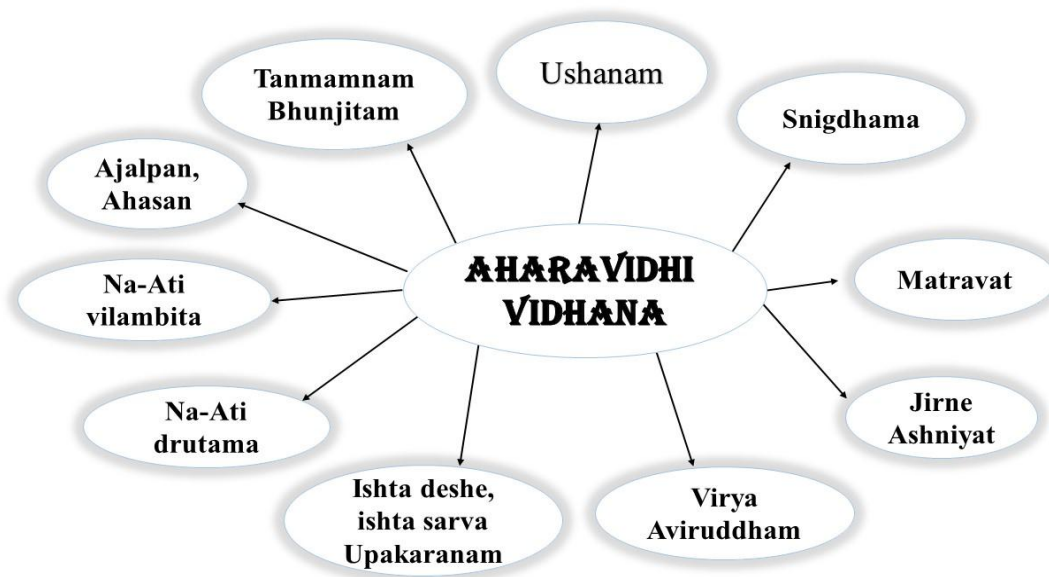 Ushanam
Tanmamnam
Bhunjitam
Snigdhama
Ajalpan,
Ahasan
AHARAVIDHI
VIDHANA
Na-Ati
vilambita
Matravat
Na-Ati
drutama
Jirne
Ashniyat
Ishta deshe,
ishta sarva
Upakaranam
Virya
Aviruddham